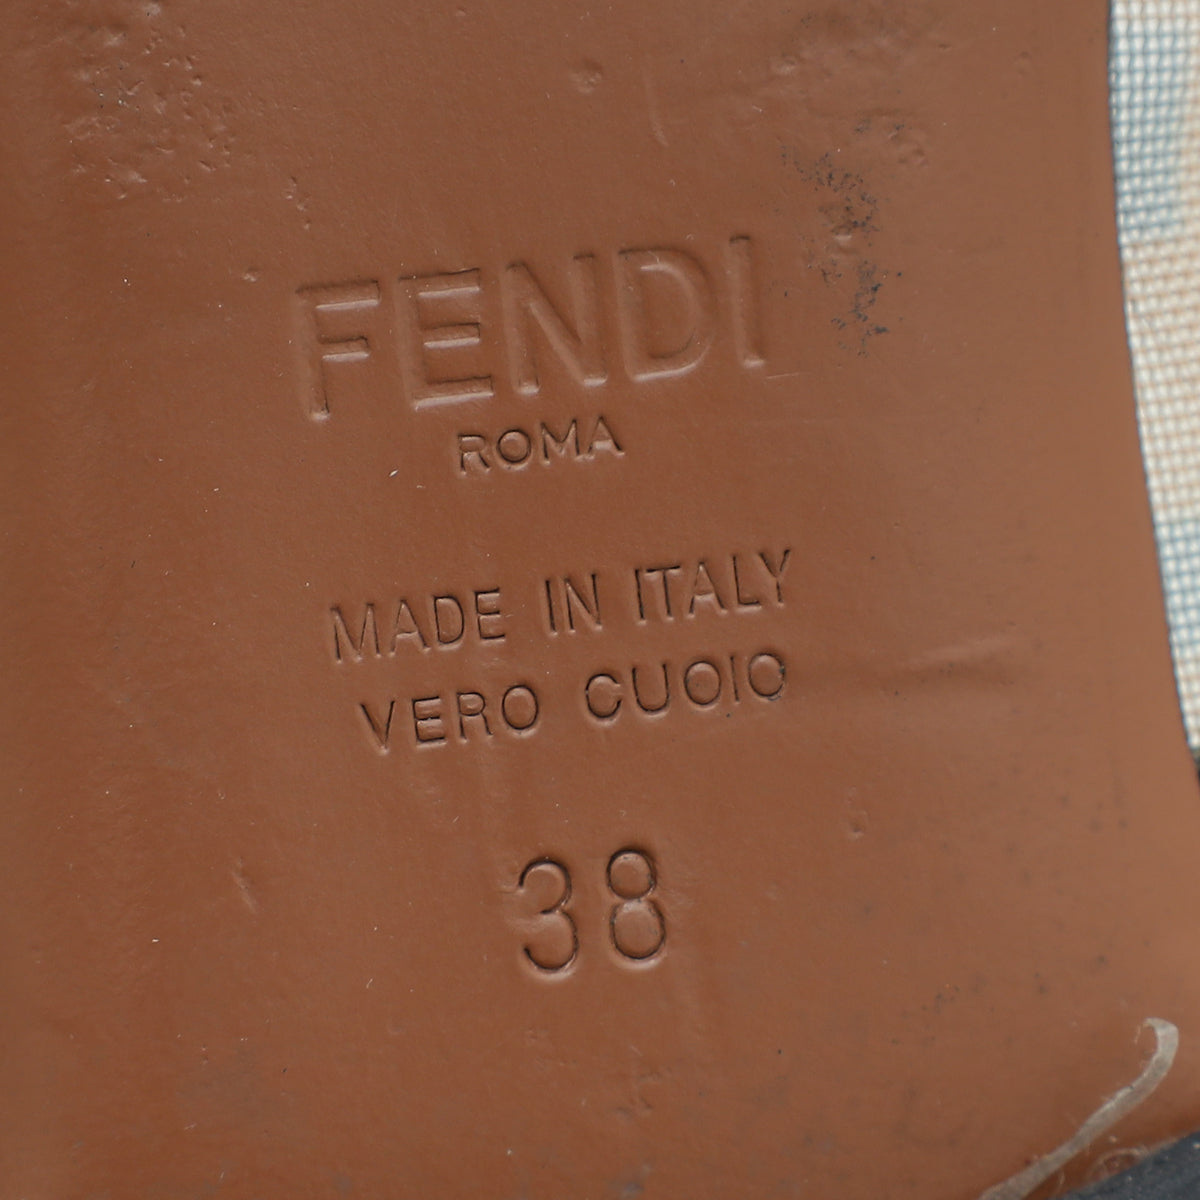 FENDI
ROMA
MADE IN ITALY
VERO CUOIO
38